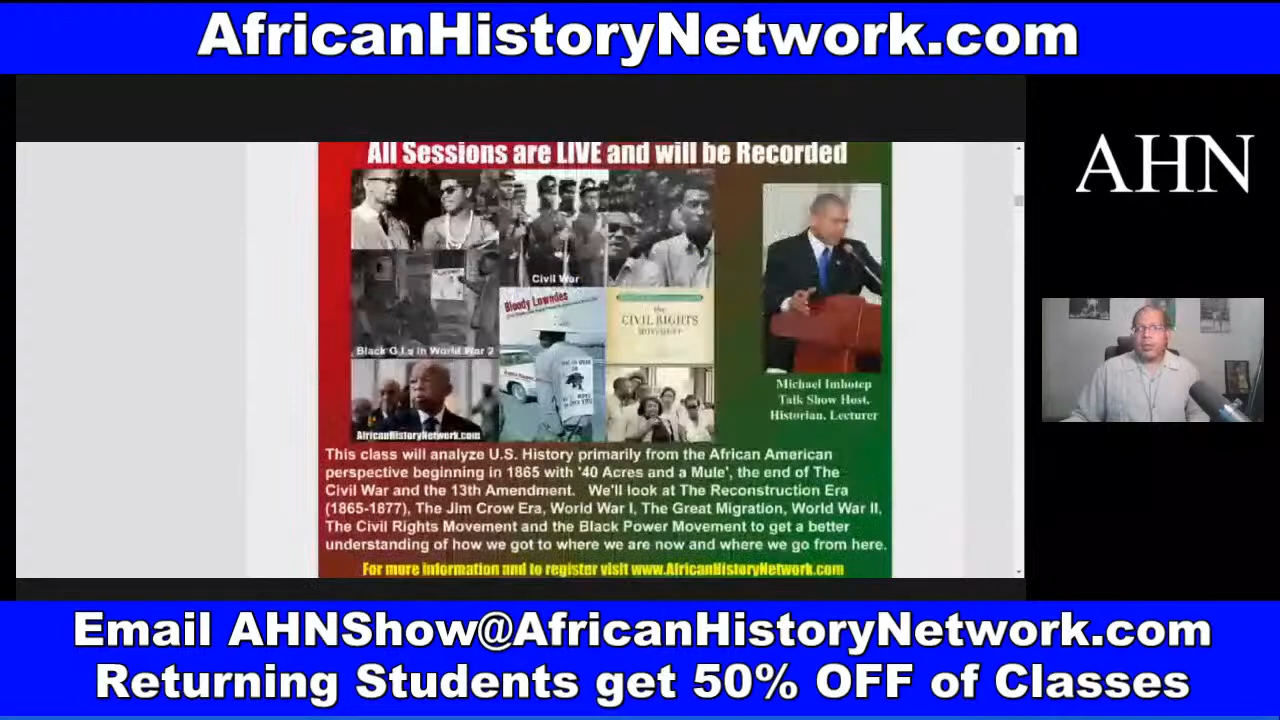 AfricanHistoryNetwork.com
AHN
All Sessions are LIVE and will be Recorded
Civil War
Bloody Lowndes
the
CIVIL RIGHTS
MOVEMENT
Black G.I.s in World War 2
AfricanHistoryNetwork.com
Michael Imhotep
Talk Show Host,
Historian, Lecturer
This class will analyze U.S. History primarily from the African American
perspective beginning in 1865 with '40 Acres and a Mule', the end of The
Civil War and the 13th Amendment. We'll look at The Reconstruction Era
(1865-1877), The Jim Crow Era, World War I, The Great Migration, World War II,
The Civil Rights Movement and the Black Power Movement to get a better
understanding of how we got to where we are now and where we go from here.
For more information and to register visit www.AfricanHistoryNetwork.com
Email AHNShow@AfricanHistoryNetwork.com
Returning Students get 50% OFF of Classes